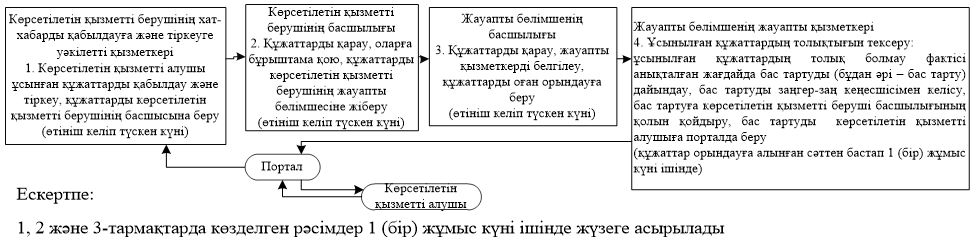 Көрсетілетін қызметті берушінің хат-
хабарды қабылдауға және тіркеуге
уәкілетті қызметкері
1. Көрсетілетін қызметті алушы
ұсынған құжаттарды қабылдау және
тіркеу, құжаттарды көрсетілетін
қызметті берушінің басшысына беру
(өтініш келіп түскен күні)
Көрсетілетін қызметті
берушінің басшылығы
2. Құжаттарды қарау, оларға
бұрыштама қою, құжаттарды
көрсетілетін қызметті
берушінің жауапты
бөлімшесіне жіберу
(өтініш келіп түскен күні)
Жауапты бөлімшенің
басшылығы
3. Құжаттарды қарау, жауапты
қызметкерді белгілеу,
құжаттарды оған орындауға
беру
(өтініш келіп түскен күні)
Жауапты бөлімшенің жауапты қызметкері
4. Ұсынылған құжаттардың толықтығын тексеру:
ұсынылған құжаттардың толық болмау фактісі
анықталған жағдайда бас тартуды (бұдан әрі – бас тарту)
дайындау, бас тартуды заңгер-заң кеңесшісімен келісу,
бас тартуға көрсетілетін қызметті беруші басшылығының
қолын қойдыру, бас тартуды көрсетілетін қызметті
алушыға порталда беру
(құжаттар орындауға алынған сәттен бастап 1 (бір) жұмыс
күні ішінде)
Портал
Көрсетілетін
қызметті алушы
Ескертпе:
1, 2 және 3-тармақтарда көзделген рәсімдер 1 (бір) жұмыс күні ішінде жүзеге асырылады